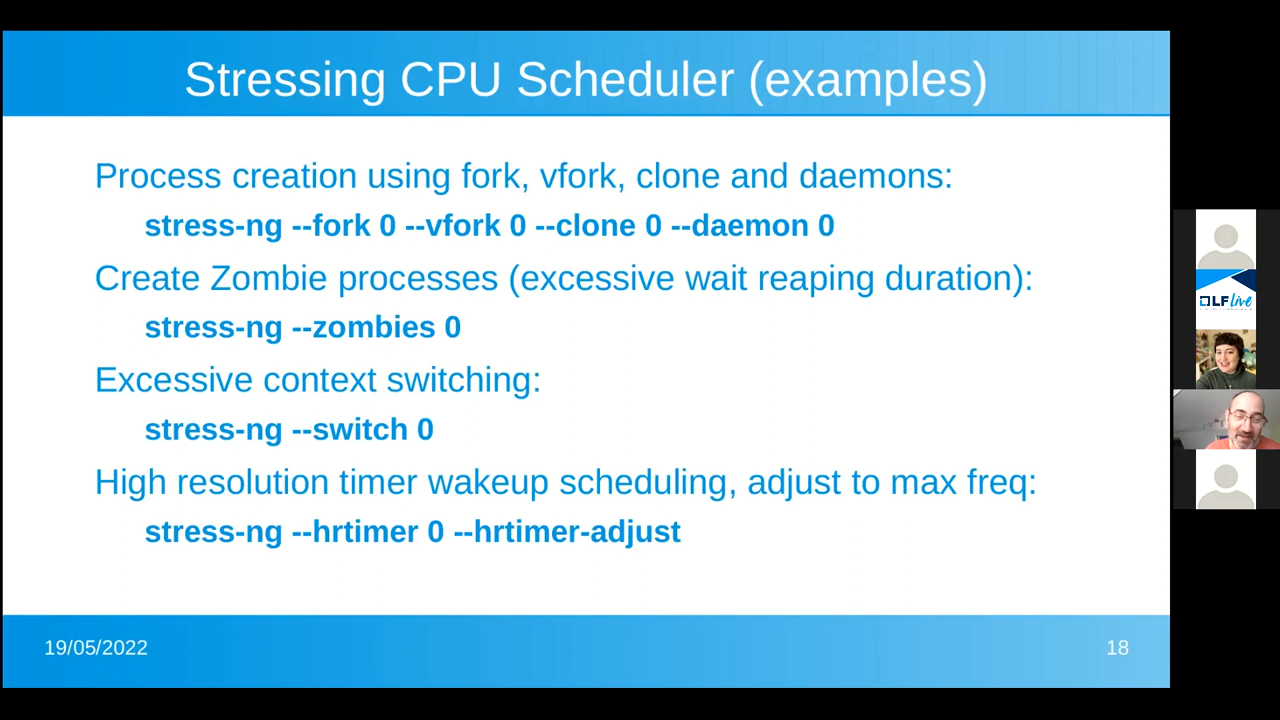 Stressing CPU Scheduler (examples)
Process creation using fork, vfork, clone and daemons:
stress-ng --fork 0 --vfork 0 --clone 0 --daemon 0
Create Zombie processes (excessive wait reaping duration):
stress-ng --zombies 0
Excessive context switching:
stress-ng --switch 0
High resolution timer wakeup scheduling, adjust to max freq:
stress-ng --hrtimer 0 --hrtimer-adjust
19/05/2022
18
LF Live